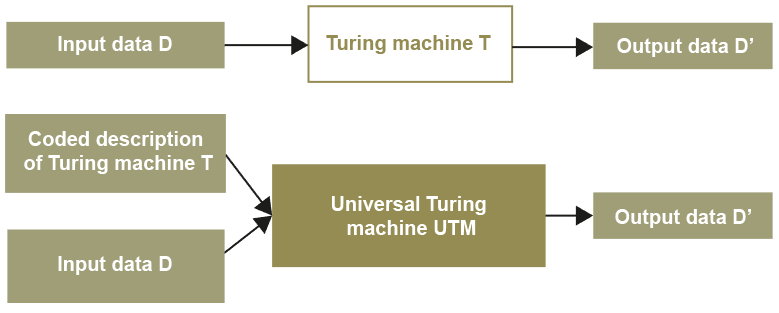 Input data D
Turing machine T
Output data D’
Coded description
of Turing machine T
Universal Turing
machine UTM
Output data D’
Input data D